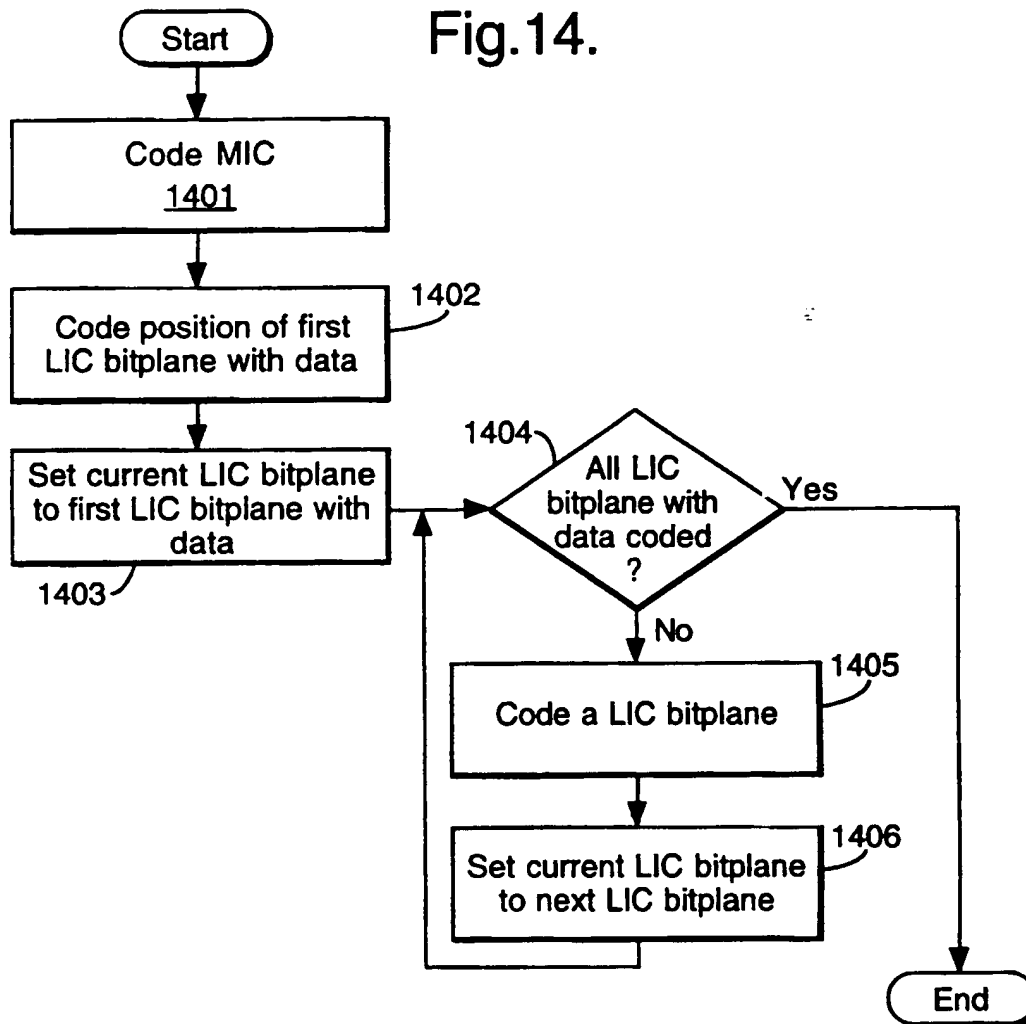 Fig.14.
Start
Code MIC
1401
1402
Code position of first
LIC bitplane with data
Set current LIC bitplane
to first LIC bitplane with
data
1403
1404
All LIC
bitplane with
data coded
?
Yes
No
1405
Code a LIC bitplane
1406
Set current LIC bitplane
to next LIC bitplane
End